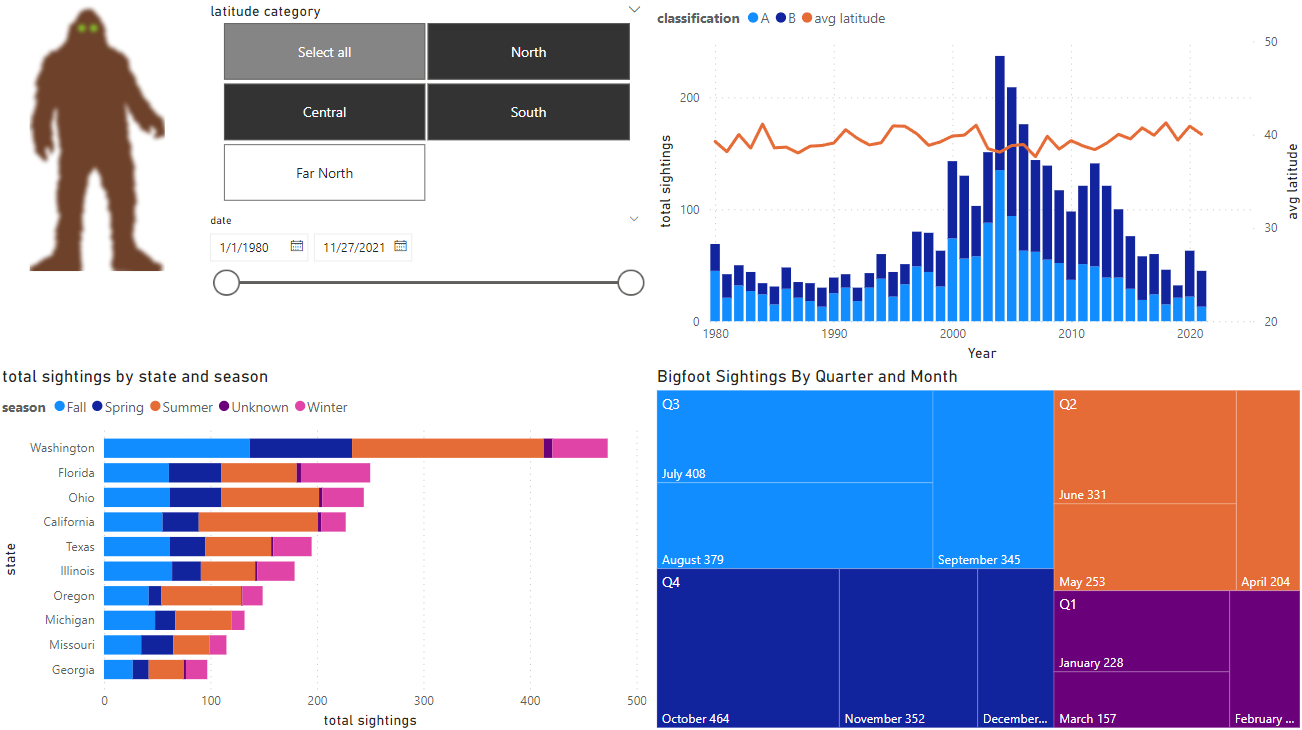 latitude category
Select all
North
Central
South
Far North
date
1/1/1980
11/27/2021
classification A B avg latitude
50
200
40
100
30
0
20
total sightings
avg latitude
1980 1990 2000 2010 2020
Year
total sightings by state and season
season Fall Spring Summer Unknown Winter
Washington
Florida
Ohio
California
Texas
Illinois
Oregon
Michigan
Missouri
Georgia
state
0 100 200 300 400 500
total sightings
Bigfoot Sightings By Quarter and Month
Q3
July 408
August 379
September 345
Q2
June 331
May 253
April 204
Q4
October 464
November 352
December...
Q1
January 228
March 157
February ...